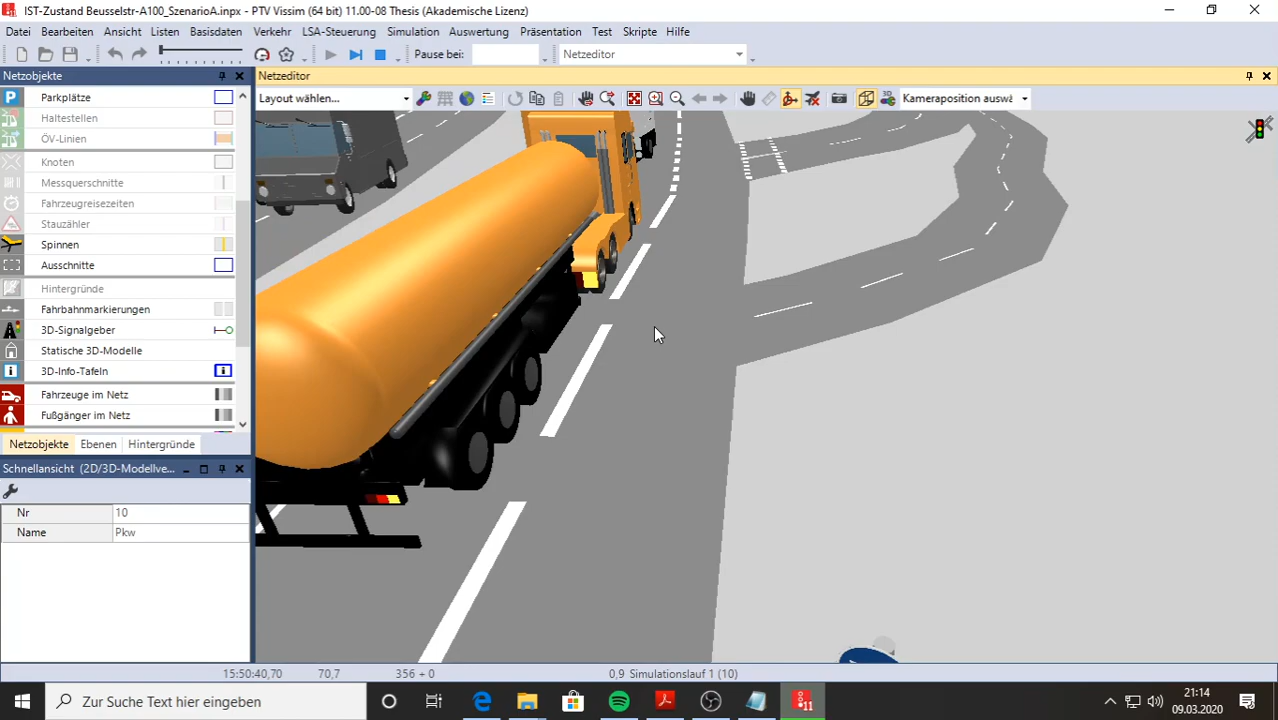 IST-Zustand Beusselstr-A100_SzenarioA.inpx - PTV Vissim (64 bit) 11.00-08 Thesis (Akademische Lizenz)
Datei Bearbeiten Ansicht Listen Basisdaten Verkehr LSA-Steuerung Simulation Auswertung Präsentation Test Skripte Hilfe
Pause bei: Netzeditor
Netzobjekte
Netzeditor
Layout wählen... Kameraposition auswä
Parkplätze
Haltestellen
ÖV-Linien
Knoten
Messquerschnitte
Fahrzeugreisezeiten
Stauzähler
Spinnen
Ausschnitte
Hintergründe
Fahrbahnmarkierungen
3D-Signalgeber
Statische 3D-Modelle
3D-Info-Tafeln
Fahrzeuge im Netz
Fußgänger im Netz
Netzobjekte Ebenen Hintergründe
Schnellansicht (2D/3D-Modellve...
Nr 10
Name Pkw
15:50:40,70 70,7 356 + 0 0,9 Simulationslauf 1 (10)
Zur Suche Text hier eingeben
21:14
09.03.2020